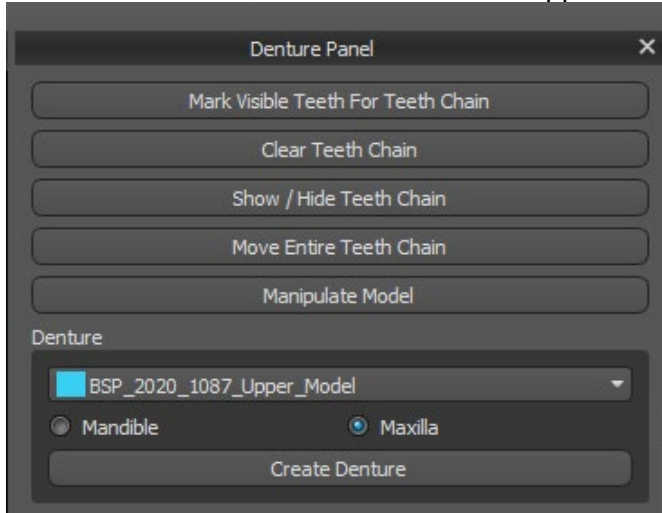 Denture Panel
Mark Visible Teeth For Teeth Chain
Clear Teeth Chain
Show / Hide Teeth Chain
Move Entire Teeth Chain
Manipulate Model
Denture
BSP_2020_1087_Upper_Model
Mandible Maxilla
Create Denture